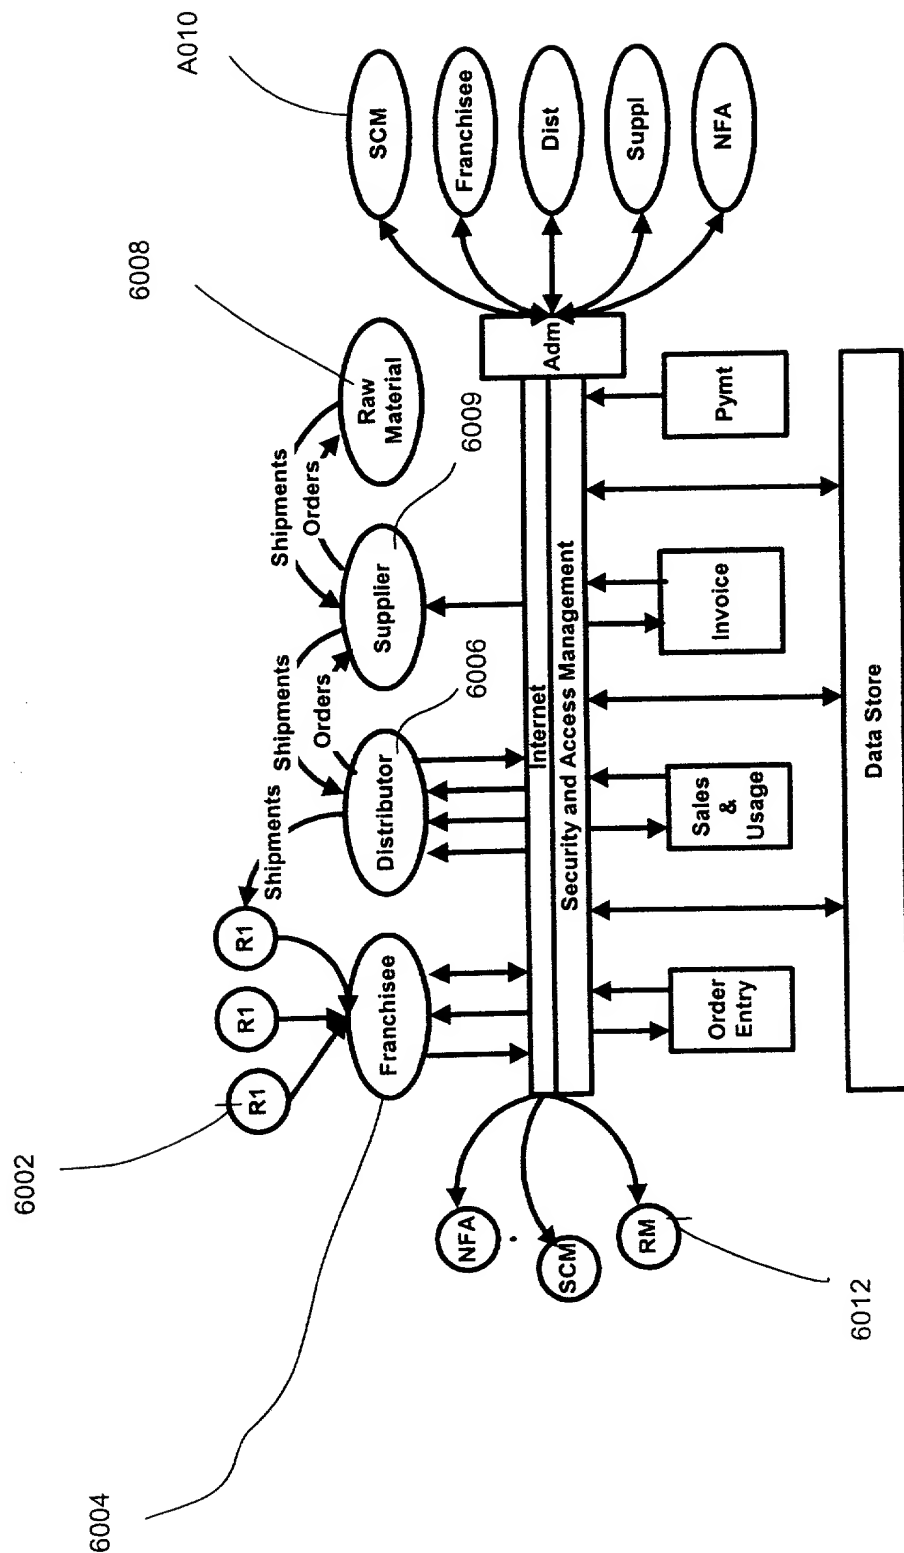 6004
6002
R1
R1
R1
Shipments
Shipments
Orders
Shipments
Orders
6008
A010
Franchisee
Distributor
6006
Supplier
6009
Raw
Material
SCM
Franchisee
Dist
Suppl
NFA
NFA
SCM
RM
6012
Internet
Security and Access Management
Adm
Order
Entry
Sales
&
Usage
Invoice
Pymt
Data Store